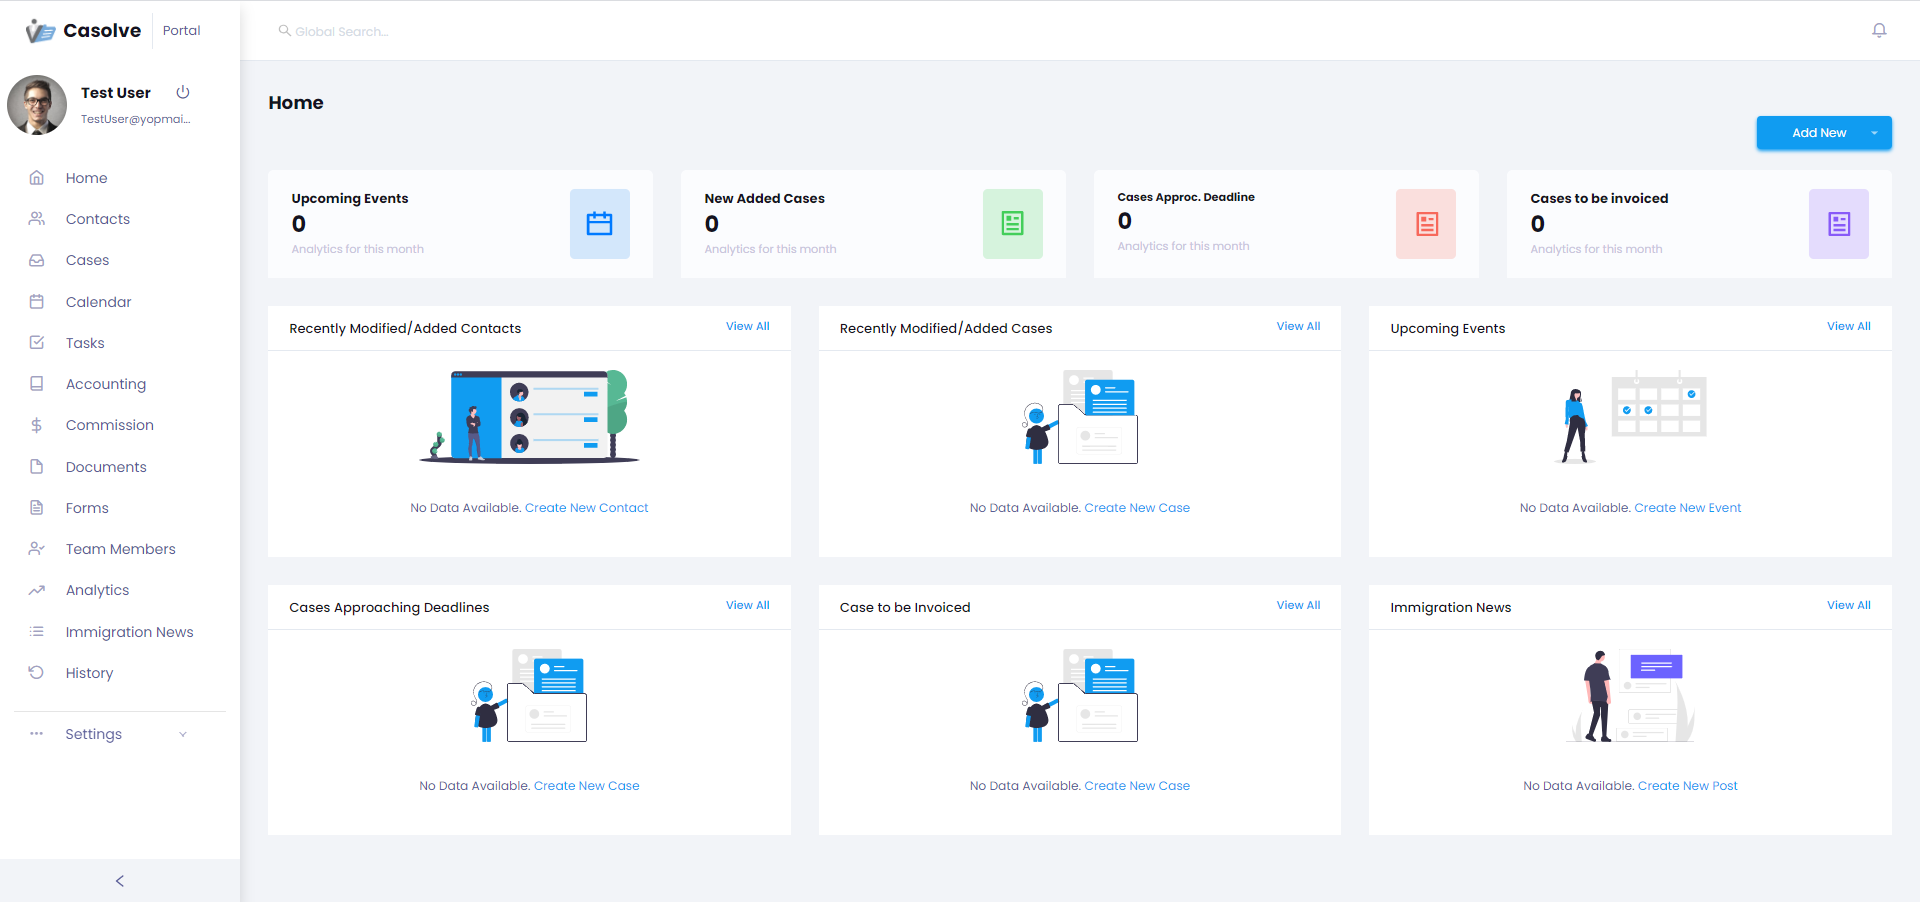 Casolve
Portal
Global Search...
Test User
TestUser@yopmai...
Home
Contacts
Cases
Calendar
Tasks
Accounting
Commission
Documents
Forms
Team Members
Analytics
Immigration News
History
Settings
Home
Add New
Upcoming Events
0
Analytics for this month
New Added Cases
0
Analytics for this month
Cases Approc. Deadline
0
Analytics for this month
Cases to be invoiced
0
Analytics for this month
Recently Modified/Added Contacts
View All
No Data Available. Create New Contact
Recently Modified/Added Cases
View All
No Data Available. Create New Case
Upcoming Events
View All
No Data Available. Create New Event
Cases Approaching Deadlines
View All
No Data Available. Create New Case
Case to be Invoiced
View All
No Data Available. Create New Case
Immigration News
View All
No Data Available. Create New Post